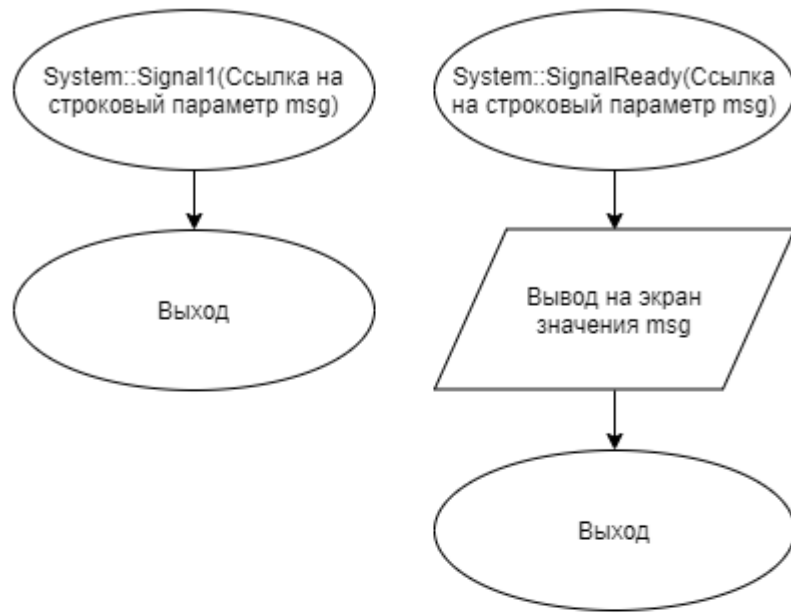 System::Signal1(Ссылка на
строковый параметр msg)
Выход
System::SignalReady(Ссылка
на строковый параметр msg)
Вывод на экран
значения msg
Выход